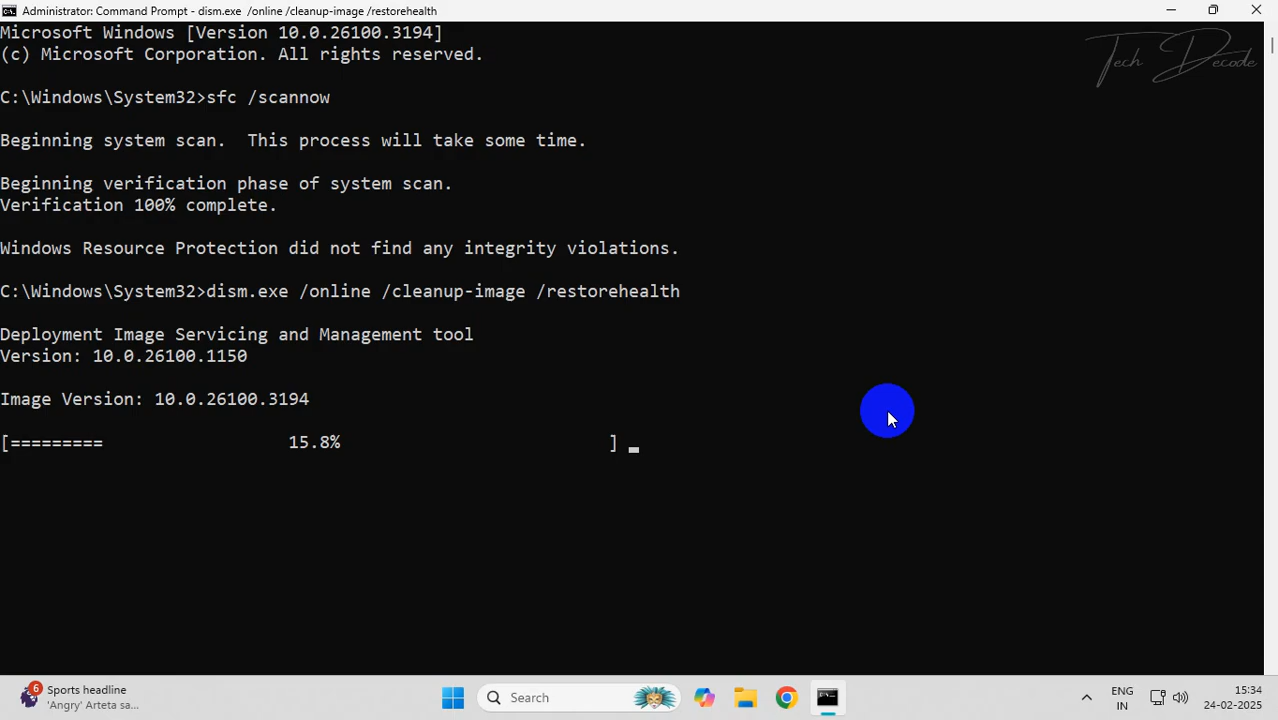 Administrator: Command Prompt - dism.exe /online /cleanup-image /restorehealth
Microsoft Windows [Version 10.0.26100.3194]
(c) Microsoft Corporation. All rights reserved.
Tech Decode
C:\Windows\System32>sfc /scannow
Beginning system scan.  This process will take some time.
Beginning verification phase of system scan.
Verification 100% complete.
Windows Resource Protection did not find any integrity violations.
C:\Windows\System32>dism.exe /online /cleanup-image /restorehealth
Deployment Image Servicing and Management tool
Version: 10.0.26100.1150
Image Version: 10.0.26100.3194
[=========                  15.8%                          ]
6
Sports headline
'Angry' Arteta sa...
Search
ENG
IN
15:34
24-02-2025